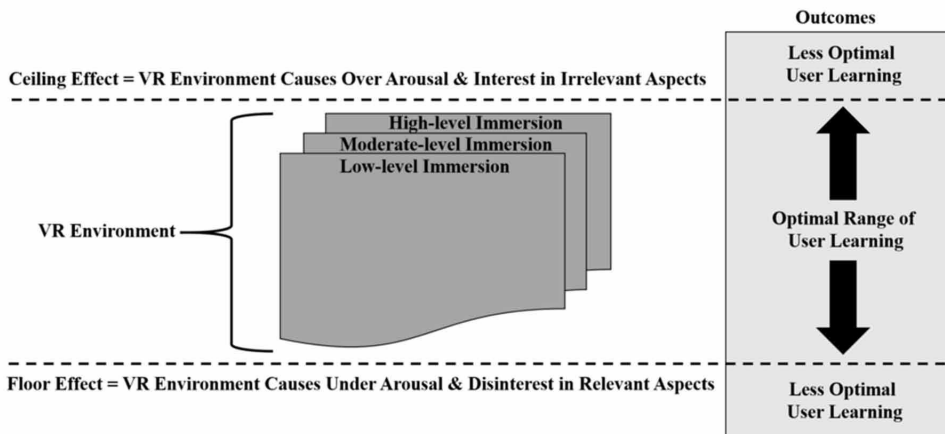 Outcomes
Less Optimal
User Learning
Ceiling Effect = VR Environment Causes Over Arousal & Interest in Irrelevant Aspects
High-level Immersion
Moderate-level Immersion
Low-level Immersion
VR Environment
Optimal Range of
User Learning
Floor Effect = VR Environment Causes Under Arousal & Disinterest in Relevant Aspects
Less Optimal
User Learning